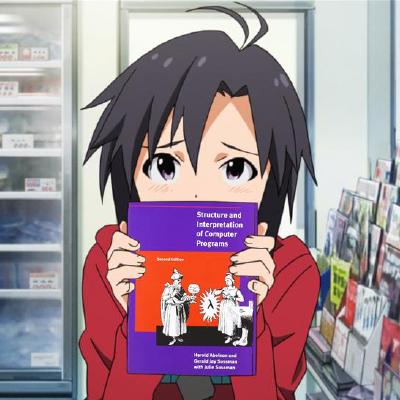 Structure and
Interpretation
of Computer
Programs
Second Edition
Harold Abelson and
Gerald Jay Sussman
with Julie Sussman